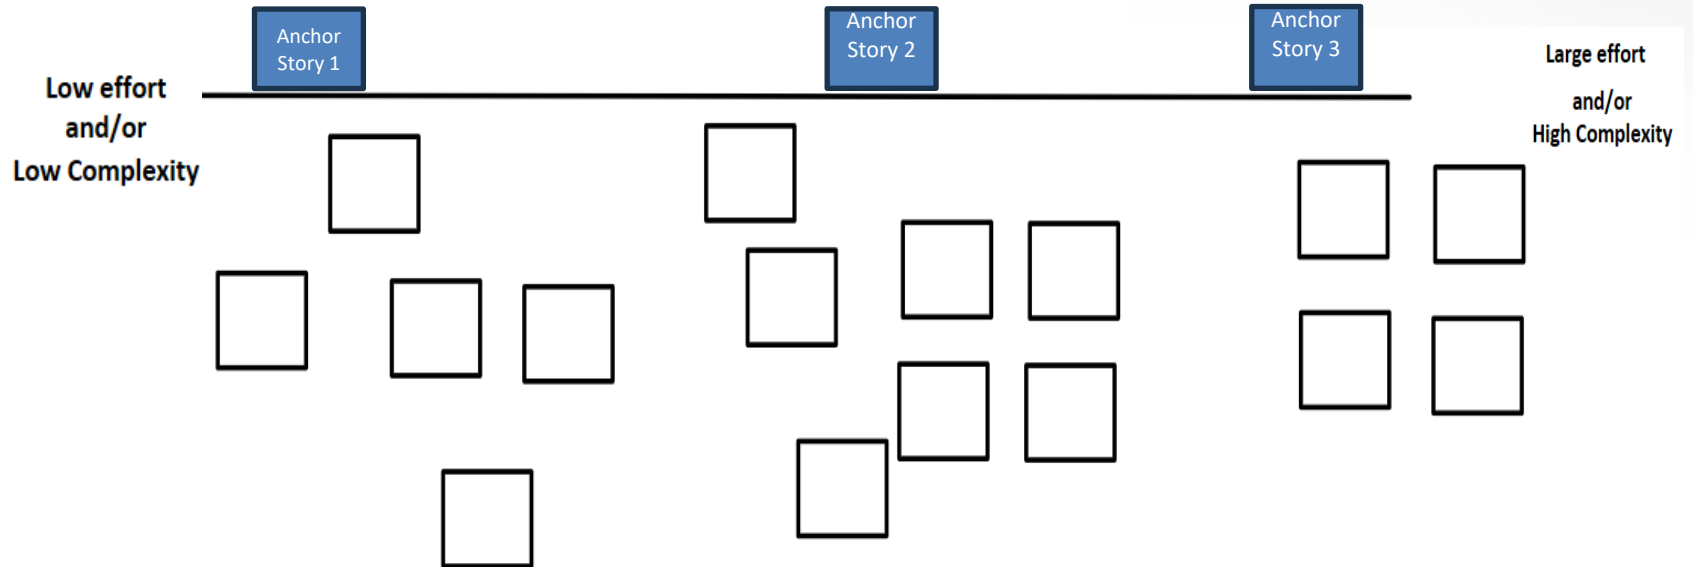 Anchor
Story 1
Anchor
Story 2
Anchor
Story 3
Low effort
and/or
Low Complexity
Large effort
and/or
High Complexity